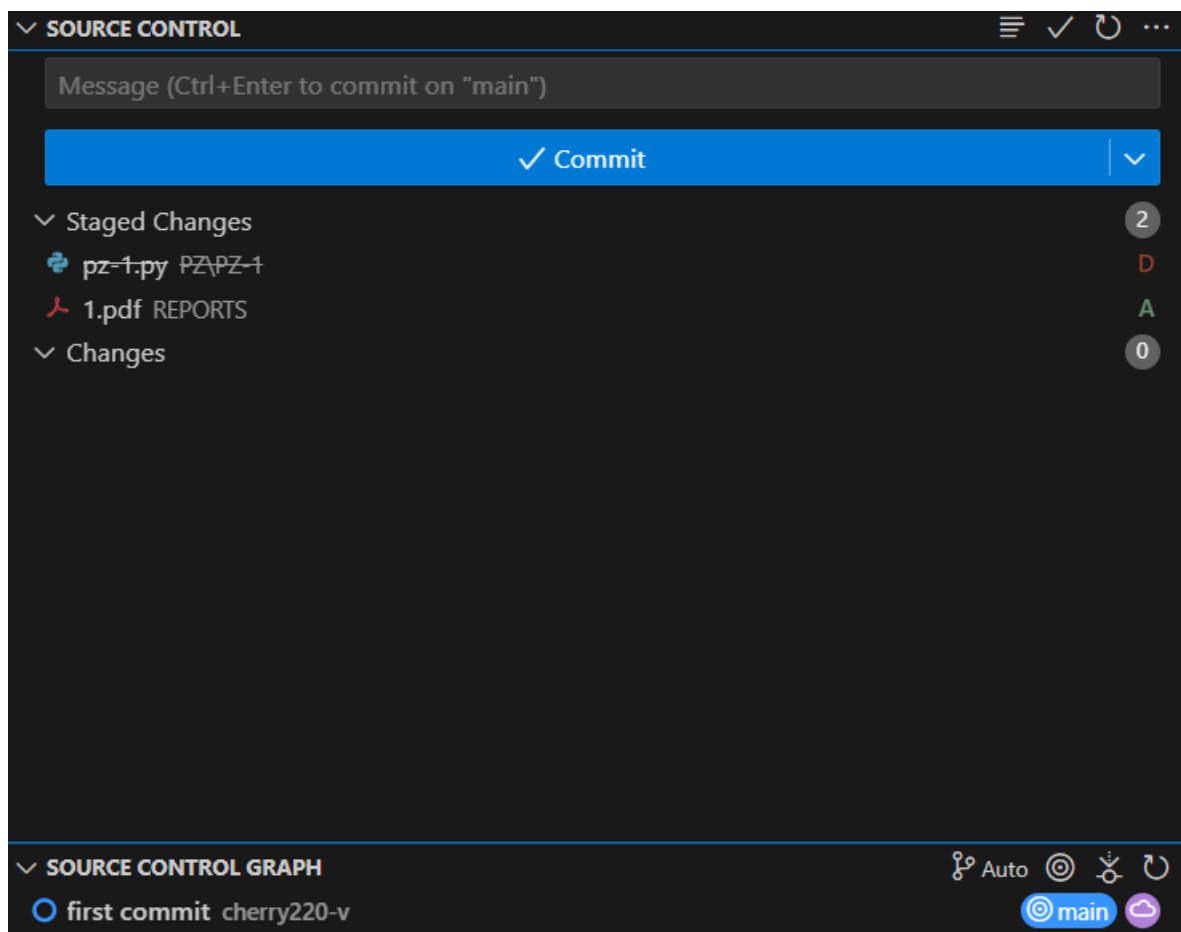 SOURCE CONTROL
Message (Ctrl+Enter to commit on "main")
Commit
Staged Changes 2
pz-1.py PZ\PZ-1 D
1.pdf REPORTS A
Changes 0
SOURCE CONTROL GRAPH Auto
first commit cherry220-v main